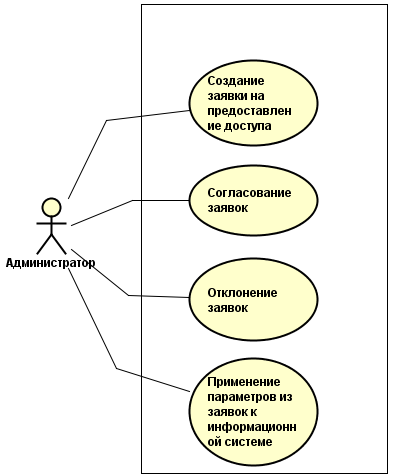 Создание
заявки на
предоставлен
ие доступа
Согласование
заявок
Администратор
Отклонение
заявок
Применение
параметров из
заявок к
информационн
ой системе